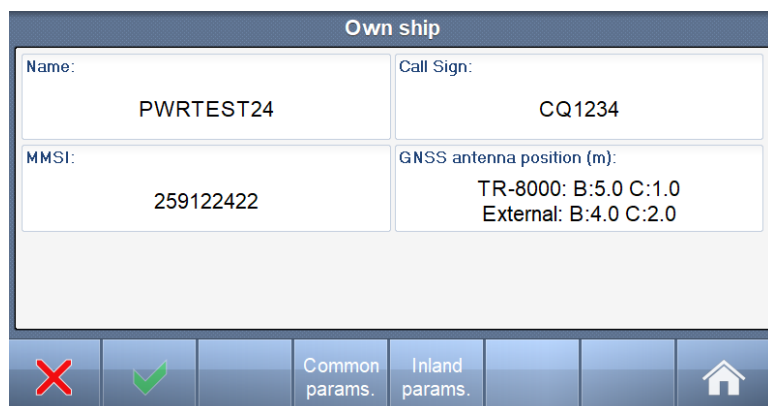 Own ship
Name:
PWRTEST24
Call Sign:
CQ1234
MMSI:
259122422
GNSS antenna position (m):
TR-8000: B:5.0 C:1.0
External: B:4.0 C:2.0
Common
params.
Inland
params.